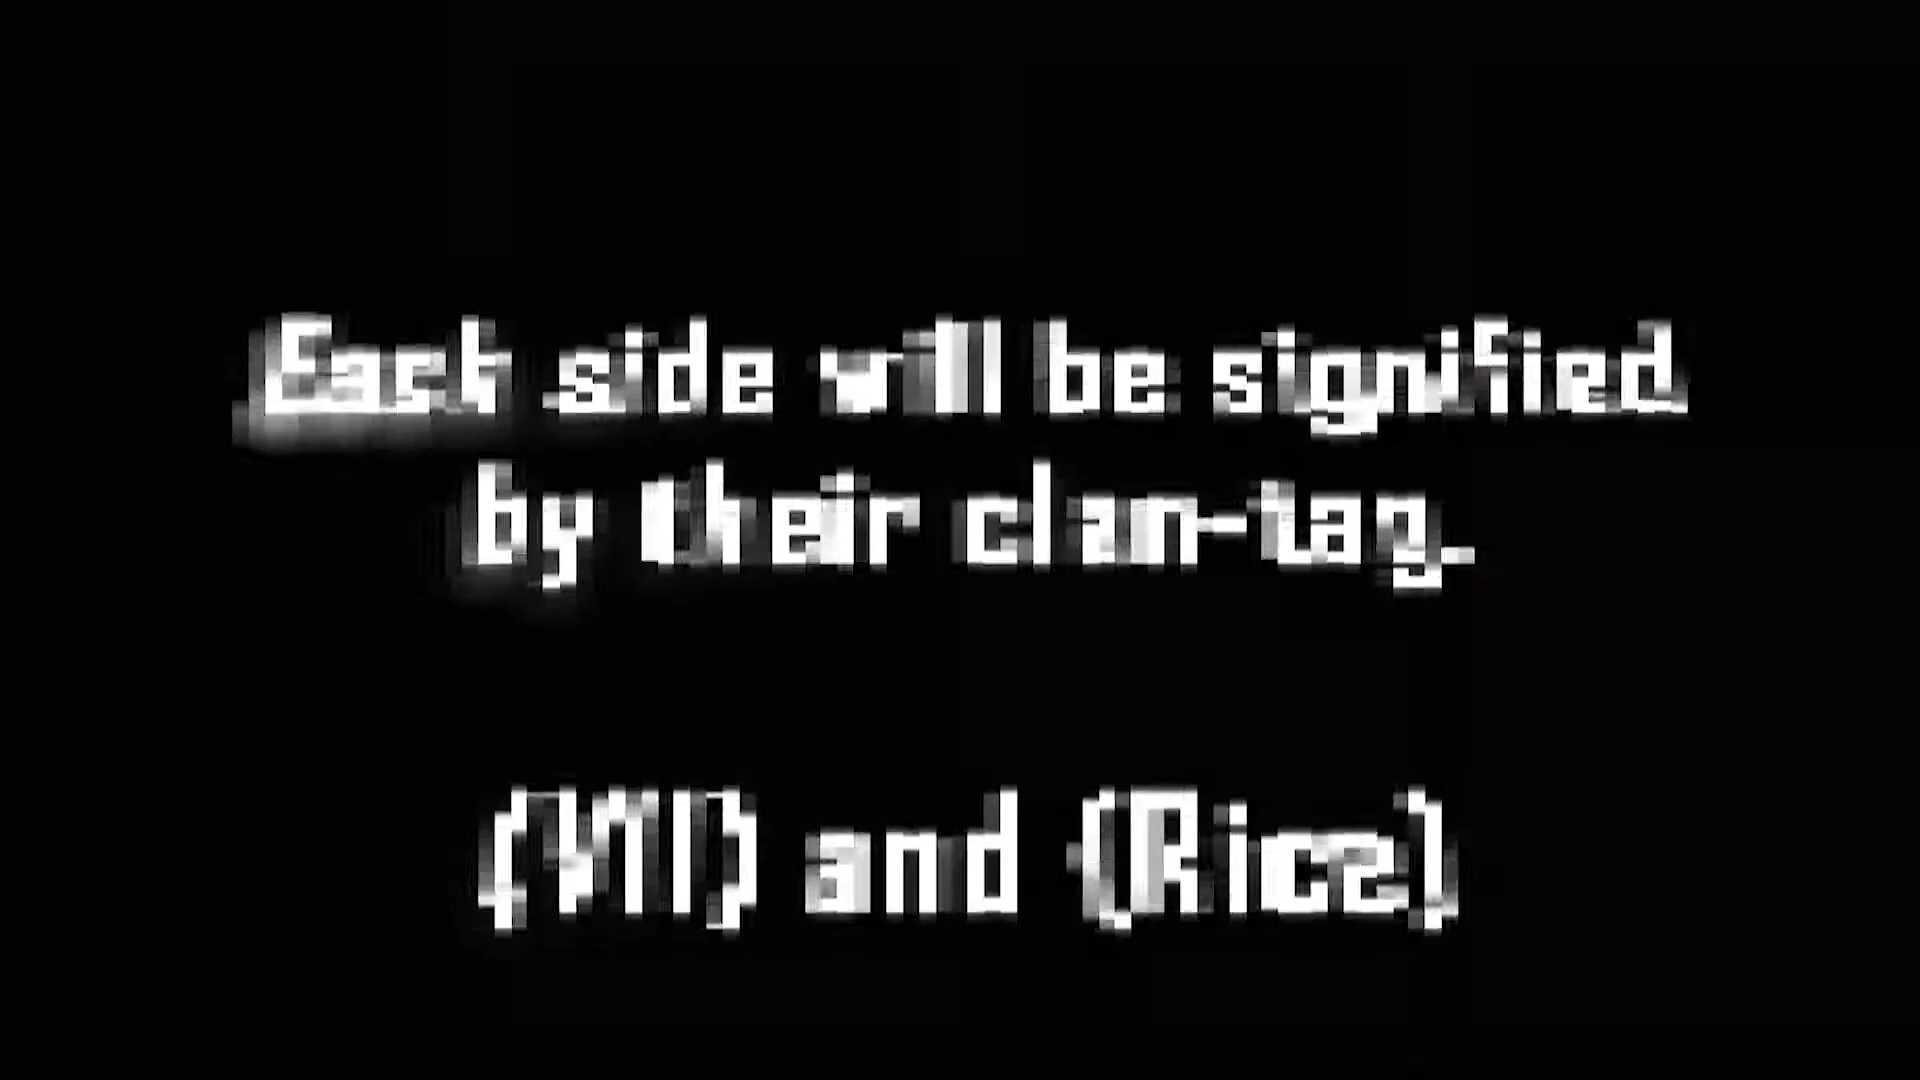 Each side will be signified
by their clan-tag.
(VII) and (Rice)